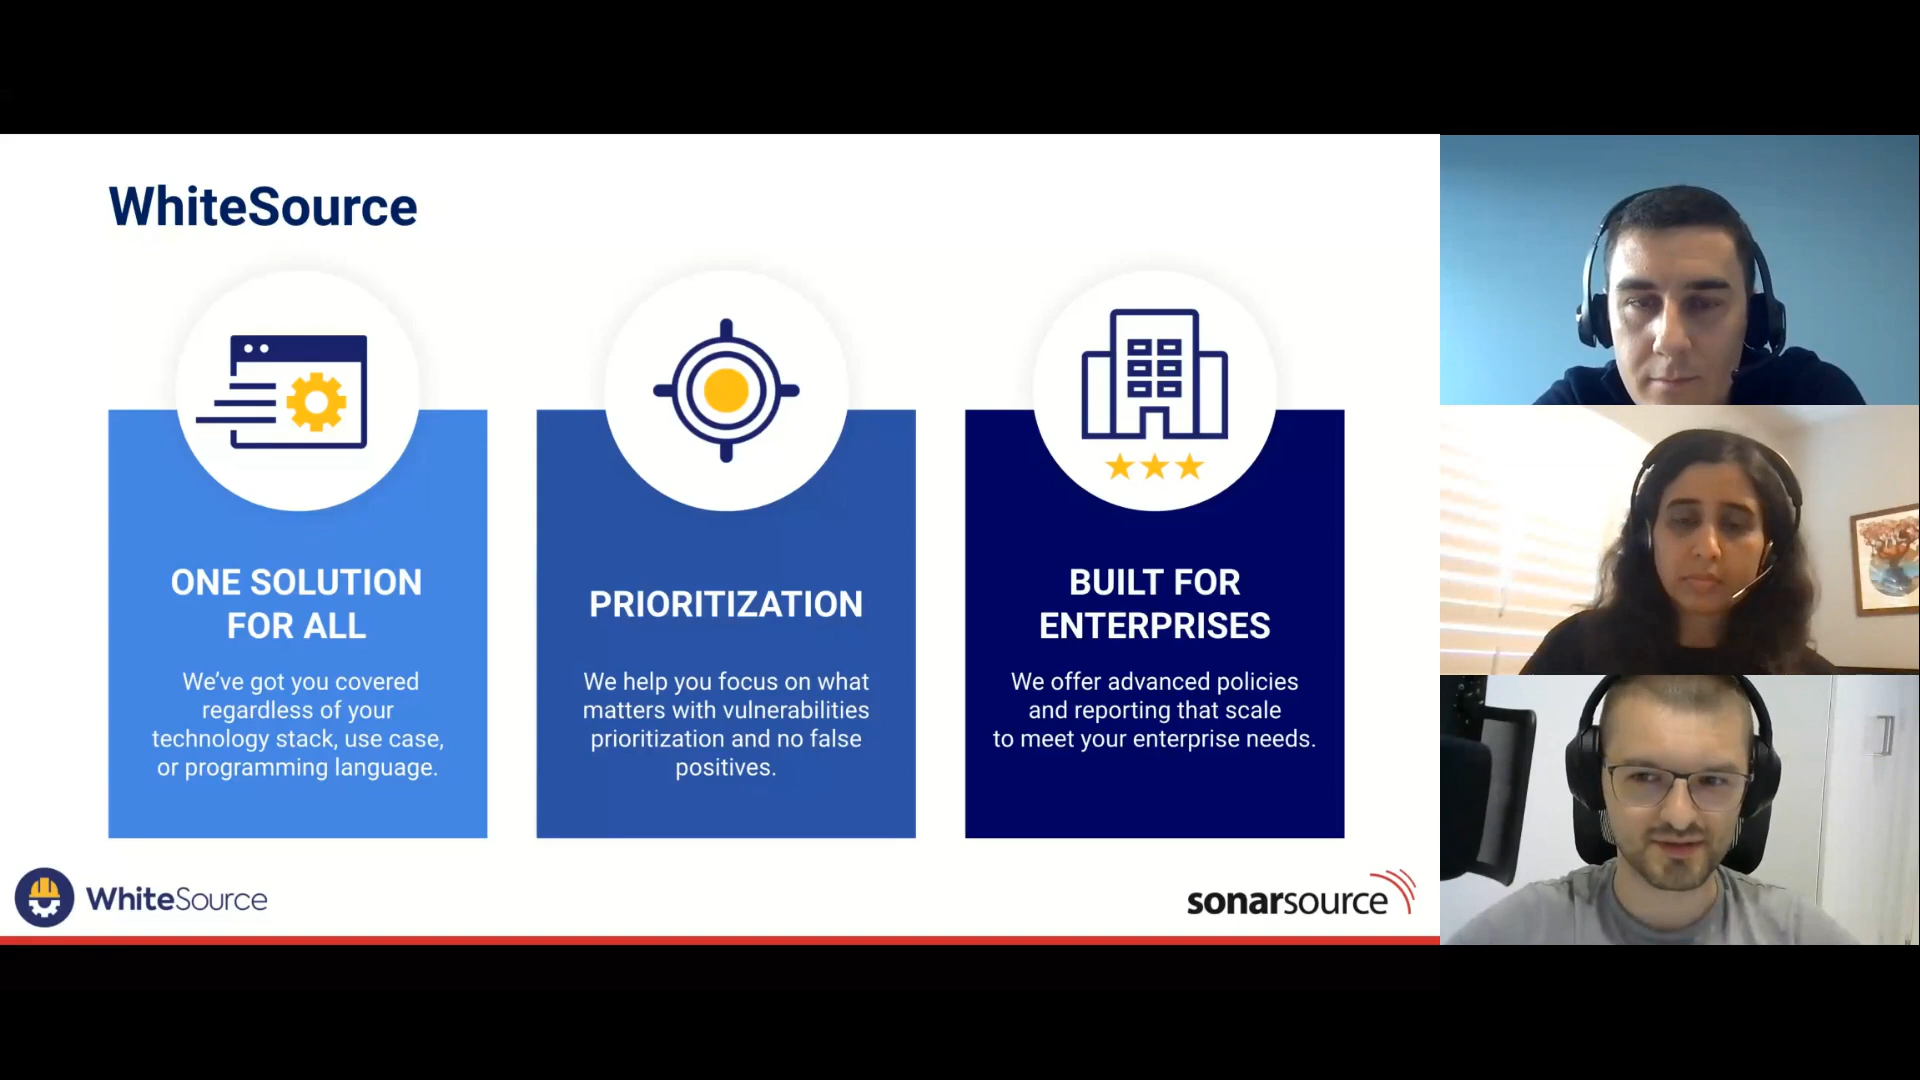 WhiteSource
ONE SOLUTION
FOR ALL
We’ve got you covered
regardless of your
technology stack, use case,
or programming language.
PRIORITIZATION
We help you focus on what
matters with vulnerabilities
prioritization and no false
positives.
BUILT FOR
ENTERPRISES
We offer advanced policies
and reporting that scale
to meet your enterprise needs.
WhiteSource
sonarsource